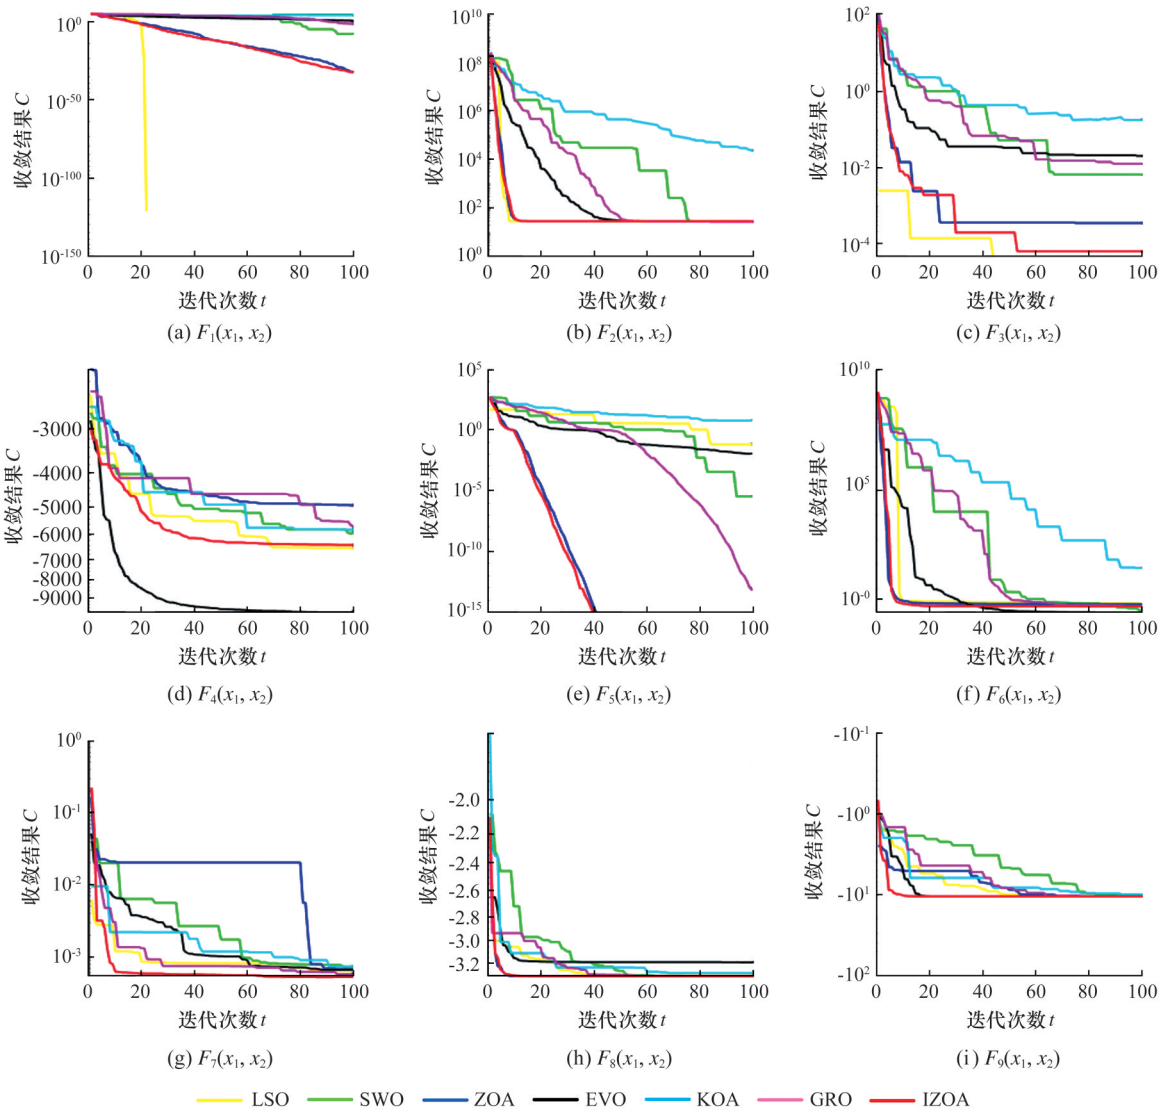 收敛结果 C
10^0
10^-50
10^-100
10^-150
0 20 40 60 80 100
迭代次数 t
(a) F₁(x₁, x₂)
收敛结果 C
10^10
10^8
10^6
10^4
10^2
10^0
0 20 40 60 80 100
迭代次数 t
(b) F₂(x₁, x₂)
收敛结果 C
10^2
10^0
10^-2
10^-4
0 20 40 60 80 100
迭代次数 t
(c) F₃(x₁, x₂)
收敛结果 C
-3000
-4000
-5000
-6000
-7000
-8000
-9000
0 20 40 60 80 100
迭代次数 t
(d) F₄(x₁, x₂)
收敛结果 C
10^5
10^0
10^-5
10^-10
10^-15
0 20 40 60 80 100
迭代次数 t
(e) F₅(x₁, x₂)
收敛结果 C
10^10
10^5
10^-0
0 20 40 60 80 100
迭代次数 t
(f) F₆(x₁, x₂)
收敛结果 C
10^0
10^-1
10^-2
10^-3
0 20 40 60 80 100
迭代次数 t
(g) F₇(x₁, x₂)
收敛结果 C
-2.0
-2.2
-2.4
-2.6
-2.8
-3.0
-3.2
0 20 40 60 80 100
迭代次数 t
(h) F₈(x₁, x₂)
收敛结果 C
-10^-1
-10^0
-10^1
-10^2
0 20 40 60 80 100
迭代次数 t
(i) F₉(x₁, x₂)
LSO SWO ZOA EVO KOA GRO IZOA